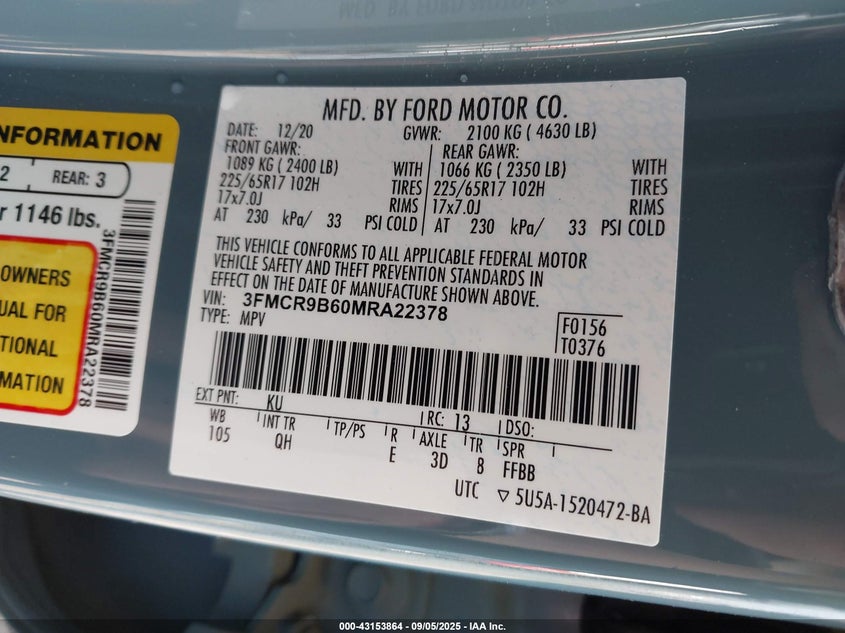 NFORMATION
2 REAR: 3
r 1146 lbs.
OWNERS
UAL FOR
TIONAL
MATION
3FMCR9B60MRA22378
MFD. BY FORD MOTOR CO.
DATE: 12/20 GVWR: 2100 KG ( 4630 LB)
FRONT GAWR: REAR GAWR:
1089 KG ( 2400 LB) WITH 1066 KG ( 2350 LB) WITH
225/65R17 102H TIRES 225/65R17 102H TIRES
17x7.0J RIMS 17x7.0J RIMS
AT 230 kPa/ 33 PSI COLD AT 230 kPa/ 33 PSI COLD
THIS VEHICLE CONFORMS TO ALL APPLICABLE FEDERAL MOTOR
VEHICLE SAFETY AND THEFT PREVENTION STANDARDS IN
EFFECT ON THE DATE OF MANUFACTURE SHOWN ABOVE.
VIN: 3FMCR9B60MRA22378
TYPE: MPV
F0156
T0376
EXT PNT: KU RC: 13 DSO:
WB INT TR TP/PS R AXLE TR SPR
105 QH E 3D 8 FFBB
UTC ▽5U5A-1520472-BA
000-43153864 - 09/05/2025 - IAA Inc.